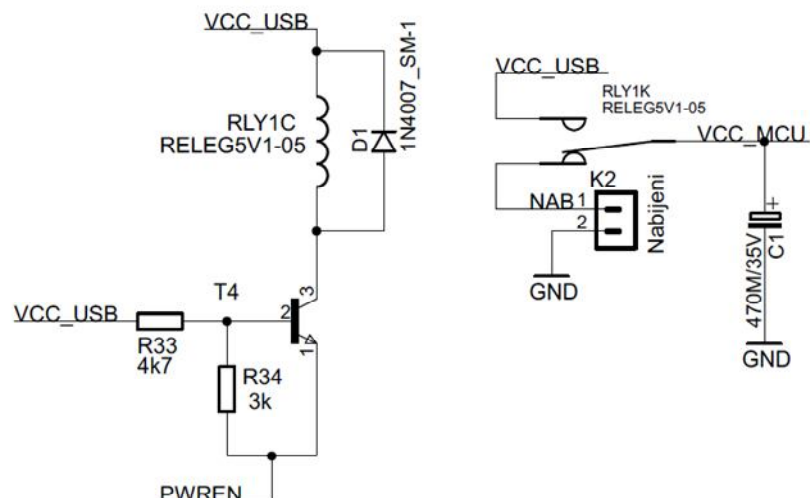 VCC_USB
1N4007_SM-1
D1
RLY1C
RELEG5V1-05
VCC_USB
RLY1K
RELEG5V1-05
VCC_MCU
K2
NAB
1
2
Nabijeni
GND
+
C1
470M/35V
GND
T4
3
2
1
VCC_USB
R33
4k7
R34
3k
PWREN